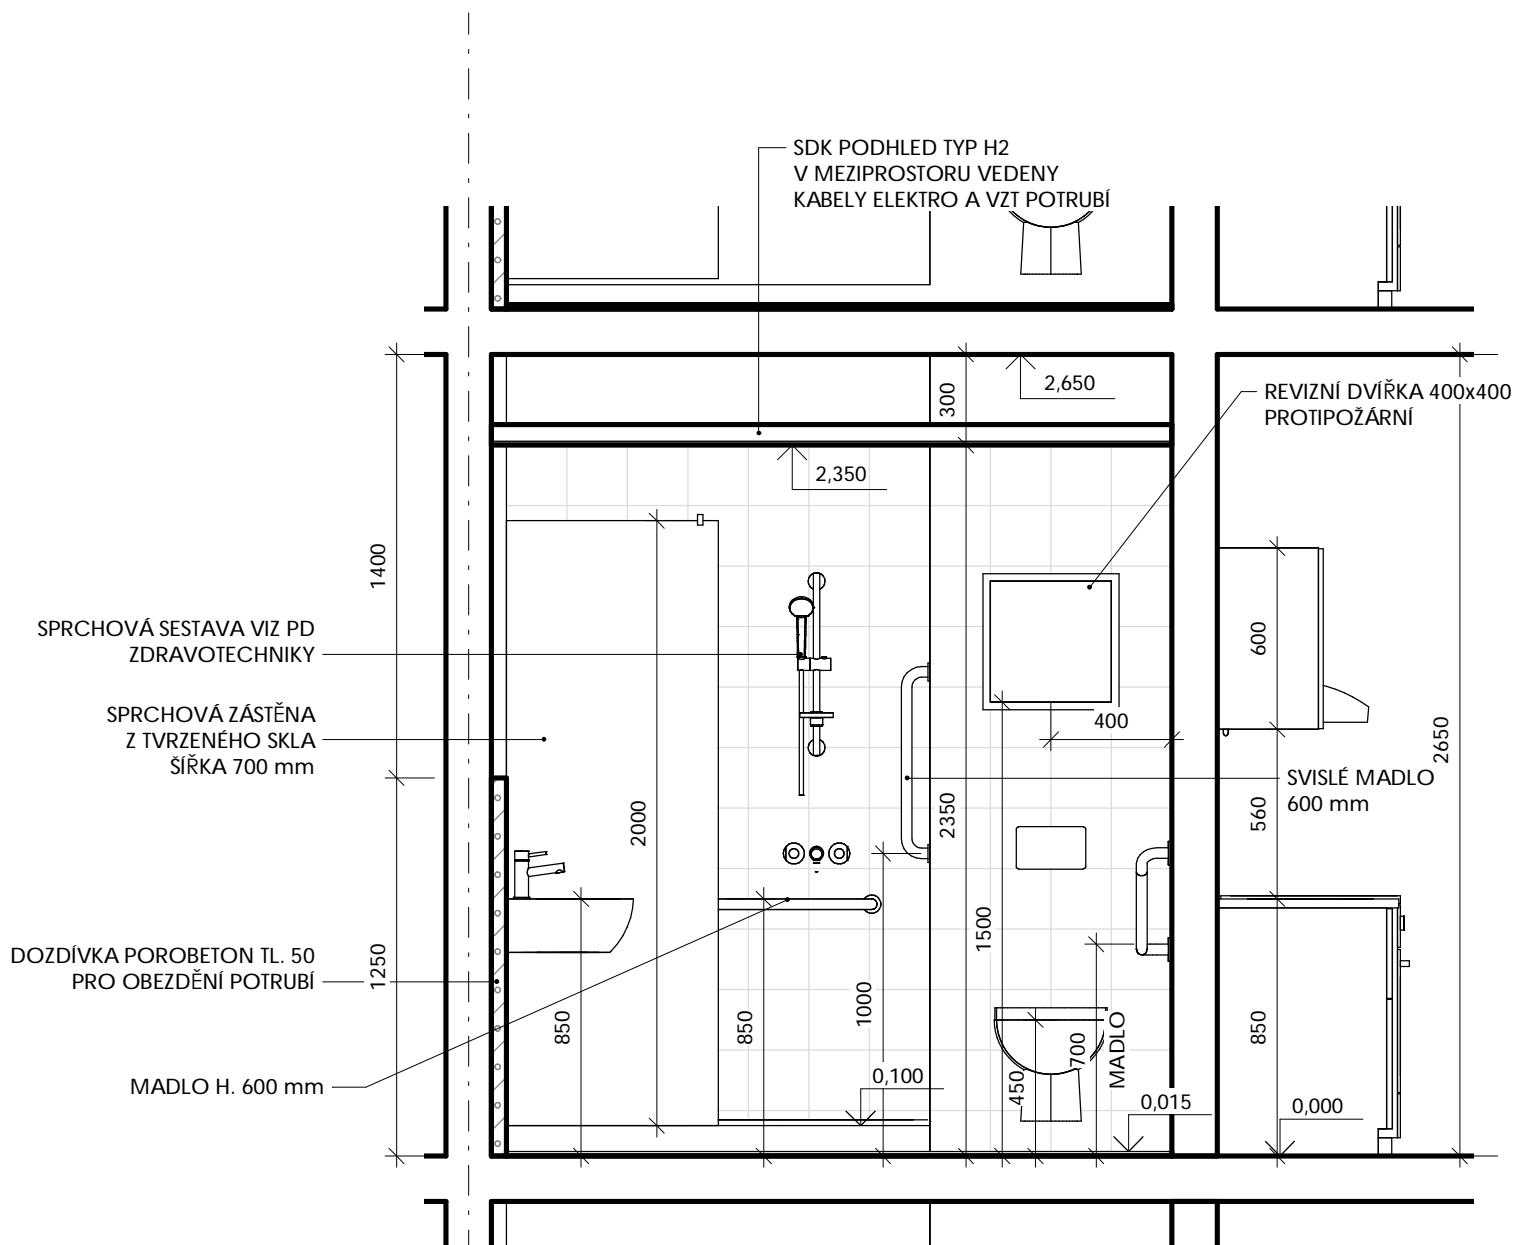 SDK PODHLED TYP H2
V MEZIPROSTORU VEDENY
KABELY ELEKTRO A VZT POTRUBÍ
2,650
300
REVIZNÍ DVÍŘKA 400x400
PROTIPOŽÁRNÍ
2,350
1400
SPRCHOVÁ SESTAVA VIZ PD
ZDRAVOTECHNIKY
600
SPRCHOVÁ ZÁSTĚNA
Z TVRZENÉHO SKLA
ŠÍŘKA 700 mm
400
2650
SVISLÉ MADLO
600 mm
2000
2350
560
1500
DOZDÍVKA POROBETON TL. 50
PRO OBEZDĚNÍ POTRUBÍ
1250
850
850
1000
850
700
MADLO
450
MADLO H. 600 mm
0,100
0,015
0,000